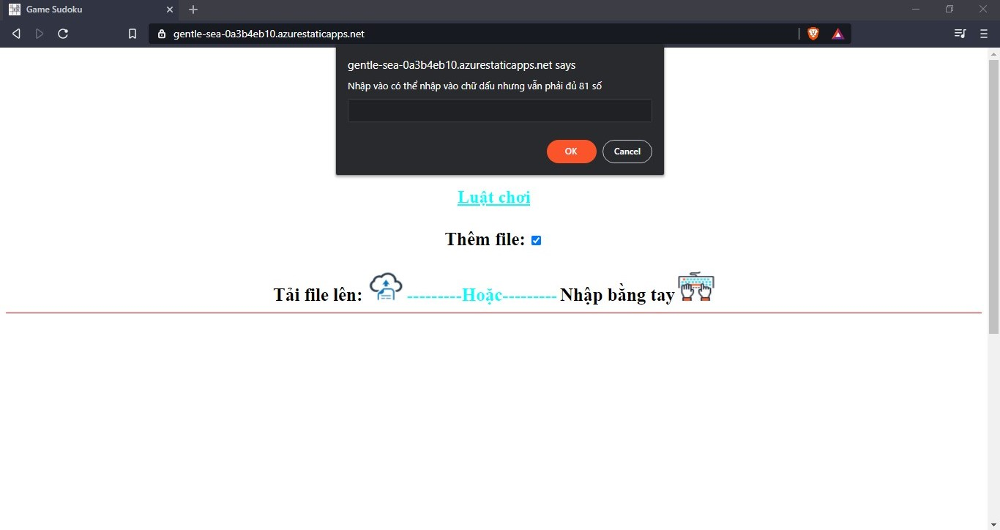 Game Sudoku
gentle-sea-0a3b4eb10.azurestaticapps.net
gentle-sea-0a3b4eb10.azurestaticapps.net says
Nhập vào có thể nhập vào chữ dấu nhưng vẫn phải đủ 81 số
OK Cancel
Luật chơi
Thêm file:
Tải file lên: ---------Hoặc--------- Nhập bằng tay